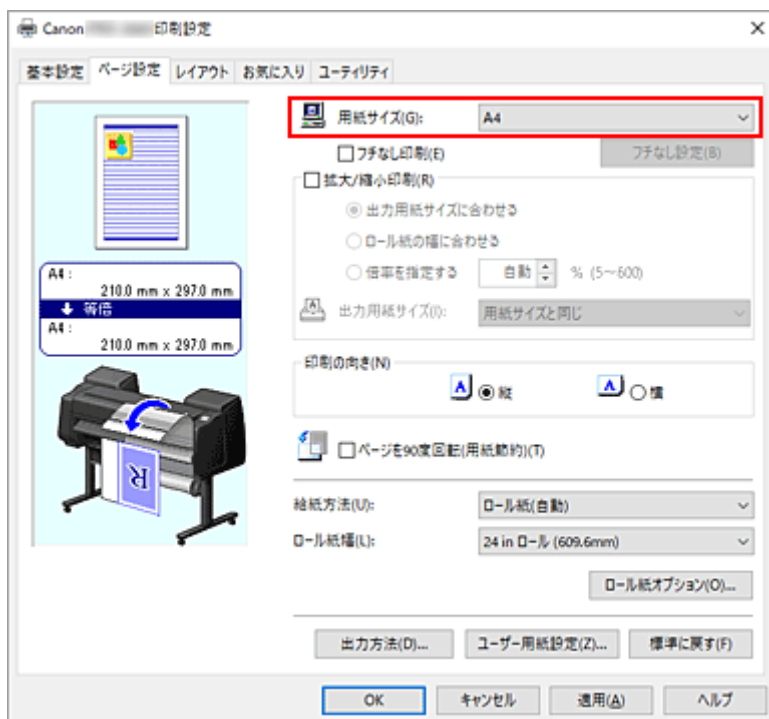 Canon 印刷設定
基本設定 ページ設定 レイアウト お気に入り ユーティリティ
用紙サイズ(G): A4
フチなし印刷(E) フチなし設定(B)
拡大/縮小印刷(R)
出力用紙サイズに合わせる
ロール紙の幅に合わせる
倍率を指定する 自動 % (5～600)
出力用紙サイズ(I): 用紙サイズと同じ
A4 :
210.0 mm x 297.0 mm
等倍
A4 :
210.0 mm x 297.0 mm
印刷の向き(N)
A 縦 A 横
R
ページを90度回転(用紙節約)(T)
給紙方法(U): ロール紙(自動)
ロール紙幅(L): 24 in ロール (609.6mm)
ロール紙オプション(O)...
出力方法(D)... ユーザー用紙設定(Z)... 標準に戻す(F)
OK キャンセル 適用(A) ヘルプ